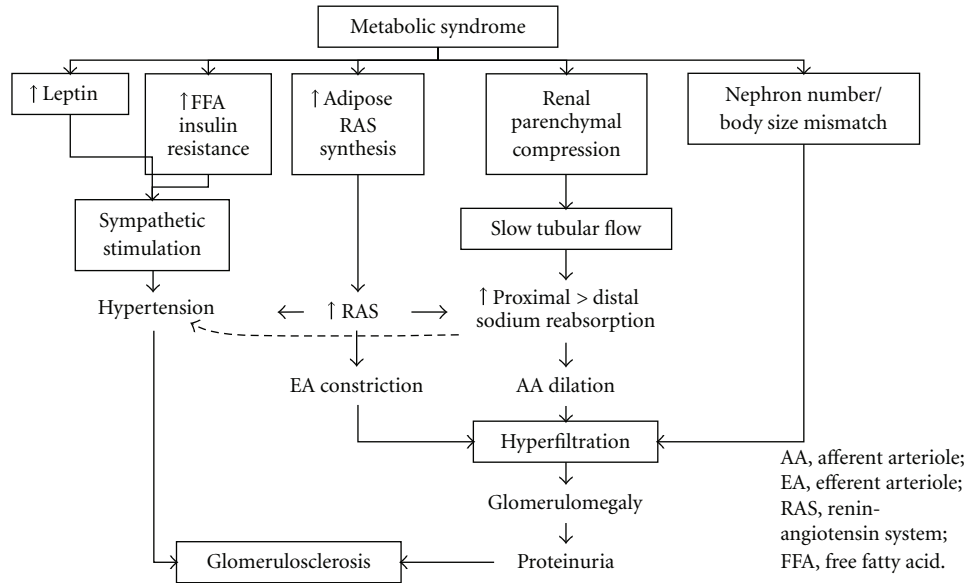 Metabolic syndrome
↑ Leptin
↑ FFA
insulin
resistance
↑ Adipose
RAS
synthesis
Renal
parenchymal
compression
Nephron number/
body size mismatch
Sympathetic
stimulation
Slow tubular flow
Hypertension
↑ RAS
↑ Proximal > distal
sodium reabsorption
EA constriction
AA dilation
Hyperfiltration
Glomerulomegaly
Glomerulosclerosis
Proteinuria
AA, afferent arteriole;
EA, efferent arteriole;
RAS, renin-
angiotensin system;
FFA, free fatty acid.